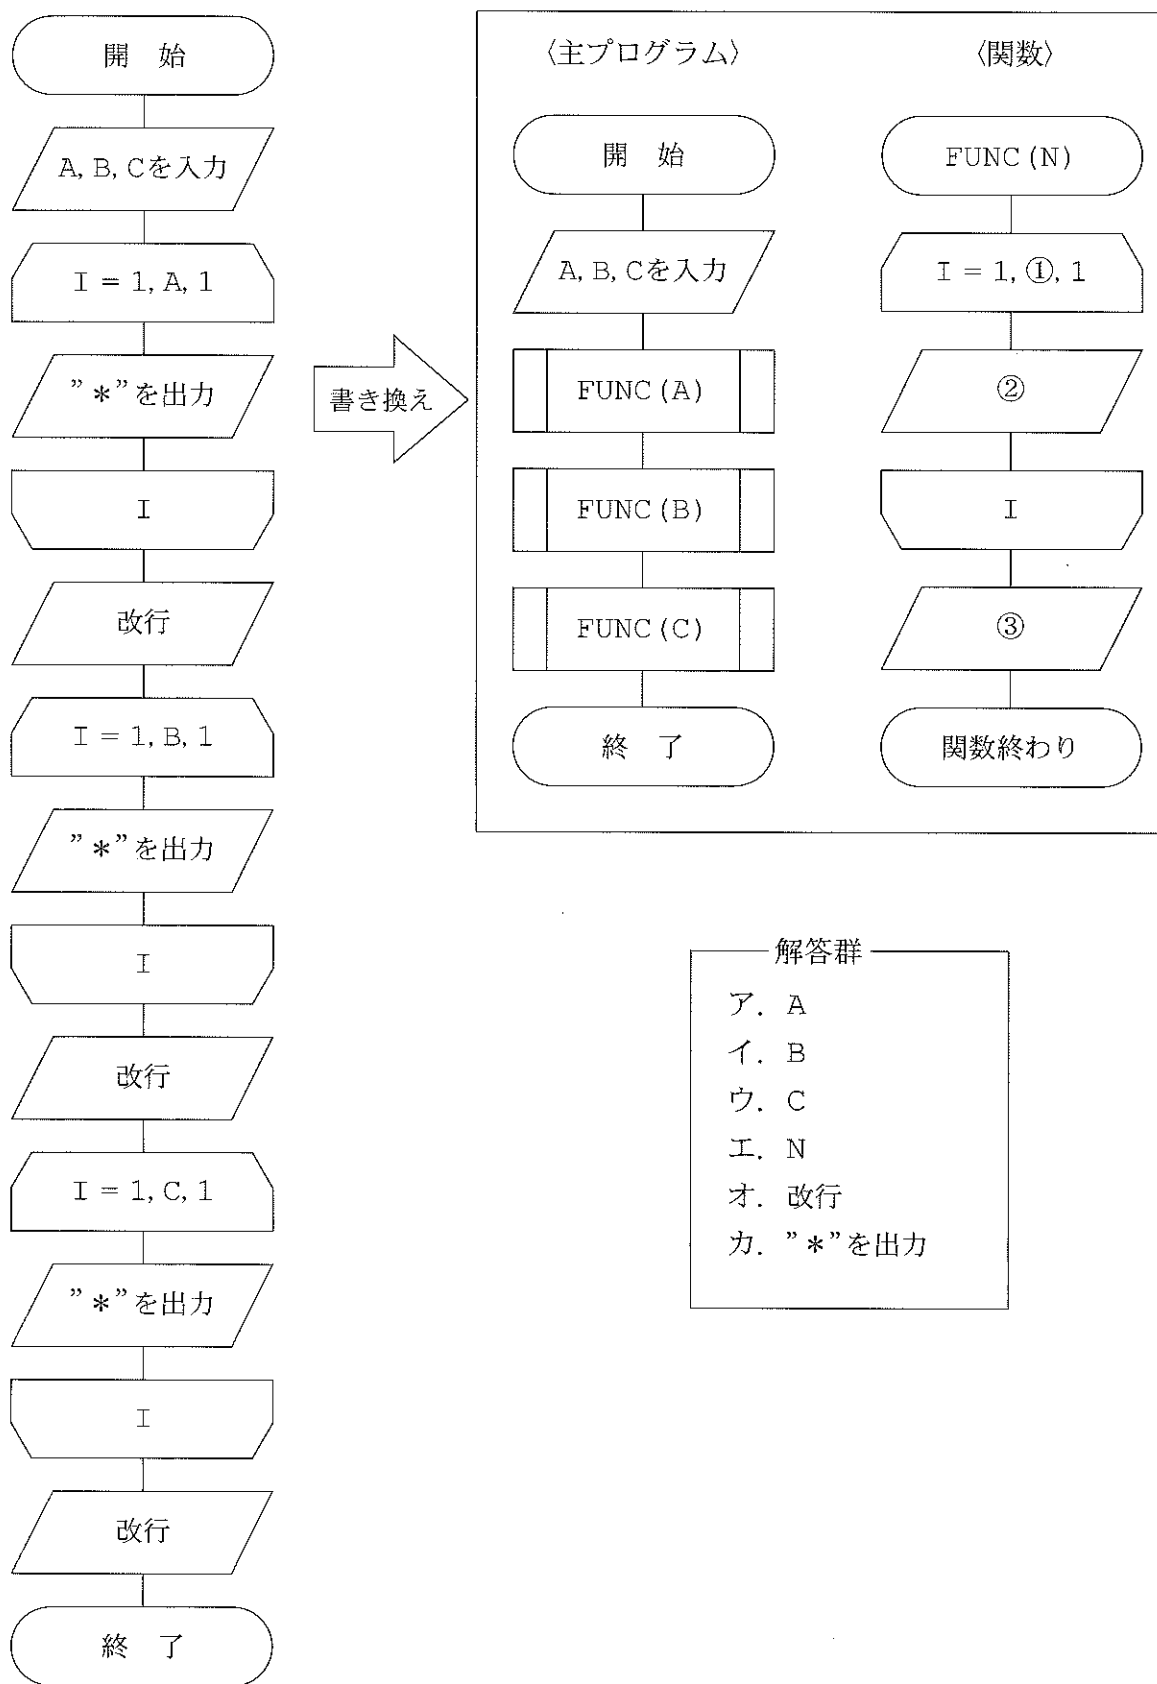 開　始
A, B, Cを入力
I = 1, A, 1
”＊”を出力
I
改行
I = 1, B, 1
”＊”を出力
I
改行
I = 1, C, 1
”＊”を出力
I
改行
終　了
書き換え
〈主プログラム〉
開　始
A, B, Cを入力
FUNC(A)
FUNC(B)
FUNC(C)
終　了
〈関数〉
FUNC(N)
I = 1, ①, 1
②
I
③
関数終わり
解答群
ア．A
イ．B
ウ．C
エ．N
オ．改行
カ．”＊”を出力